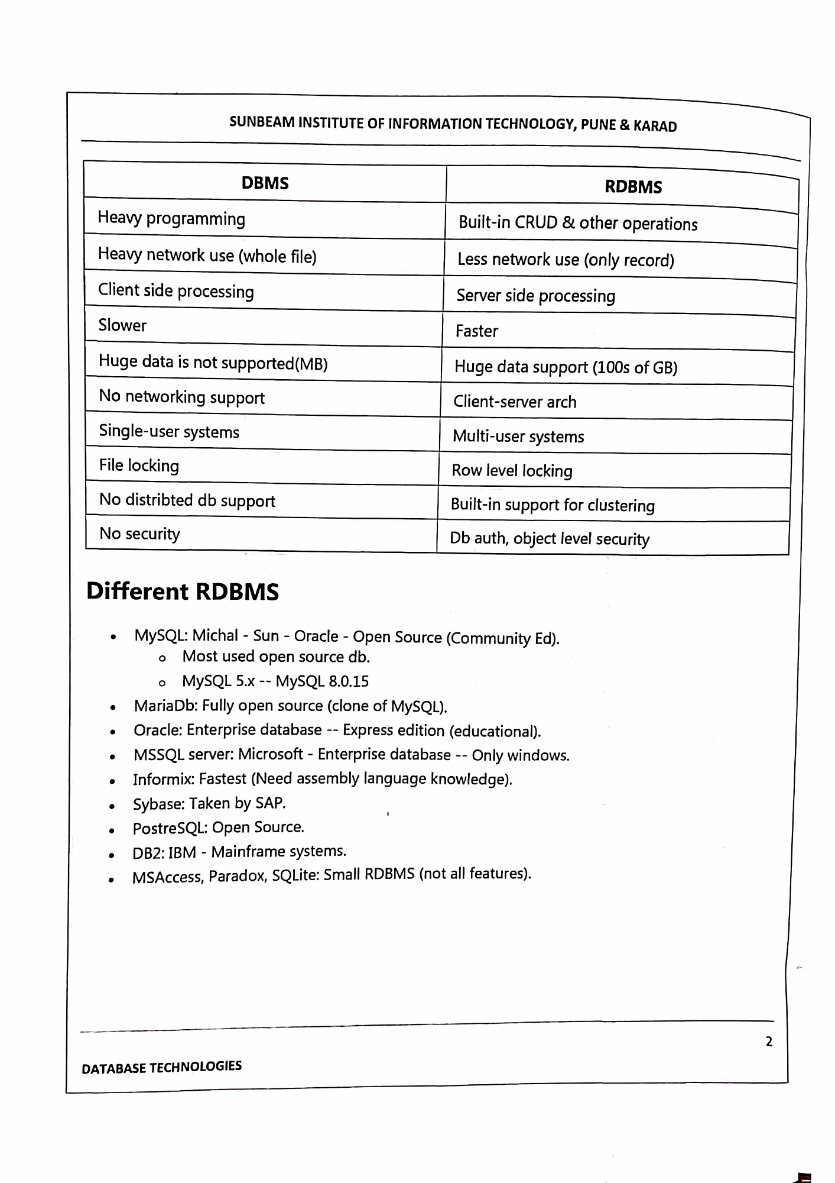 SUNBEAM INSTITUTE OF INFORMATION TECHNOLOGY, PUNE & KARAD
DBMS RDBMS
Heavy programming Built-in CRUD & other operations
Heavy network use (whole file) Less network use (only record)
Client side processing Server side processing
Slower Faster
Huge data is not supported(MB) Huge data support (100s of GB)
No networking support Client-server arch
Single-user systems Multi-user systems
File locking Row level locking
No distribted db support Built-in support for clustering
No security Db auth, object level security
Different RDBMS
• MySQL: Michal - Sun - Oracle - Open Source (Community Ed).
o Most used open source db.
o MySQL 5.x -- MySQL 8.0.15
• MariaDb: Fully open source (clone of MySQL).
• Oracle: Enterprise database -- Express edition (educational).
• MSSQL server: Microsoft - Enterprise database -- Only windows.
• Informix: Fastest (Need assembly language knowledge).
• Sybase: Taken by SAP.
• PostreSQL: Open Source.
• DB2: IBM - Mainframe systems.
• MSAccess, Paradox, SQLite: Small RDBMS (not all features).
2
DATABASE TECHNOLOGIES